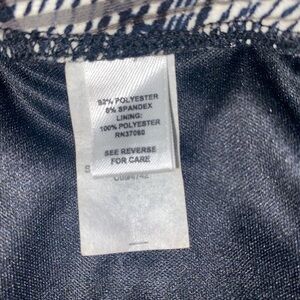 92% POLYESTER
8% SPANDEX
LINING:
100% POLYESTER
RN37080
SEE REVERSE
FOR CARE